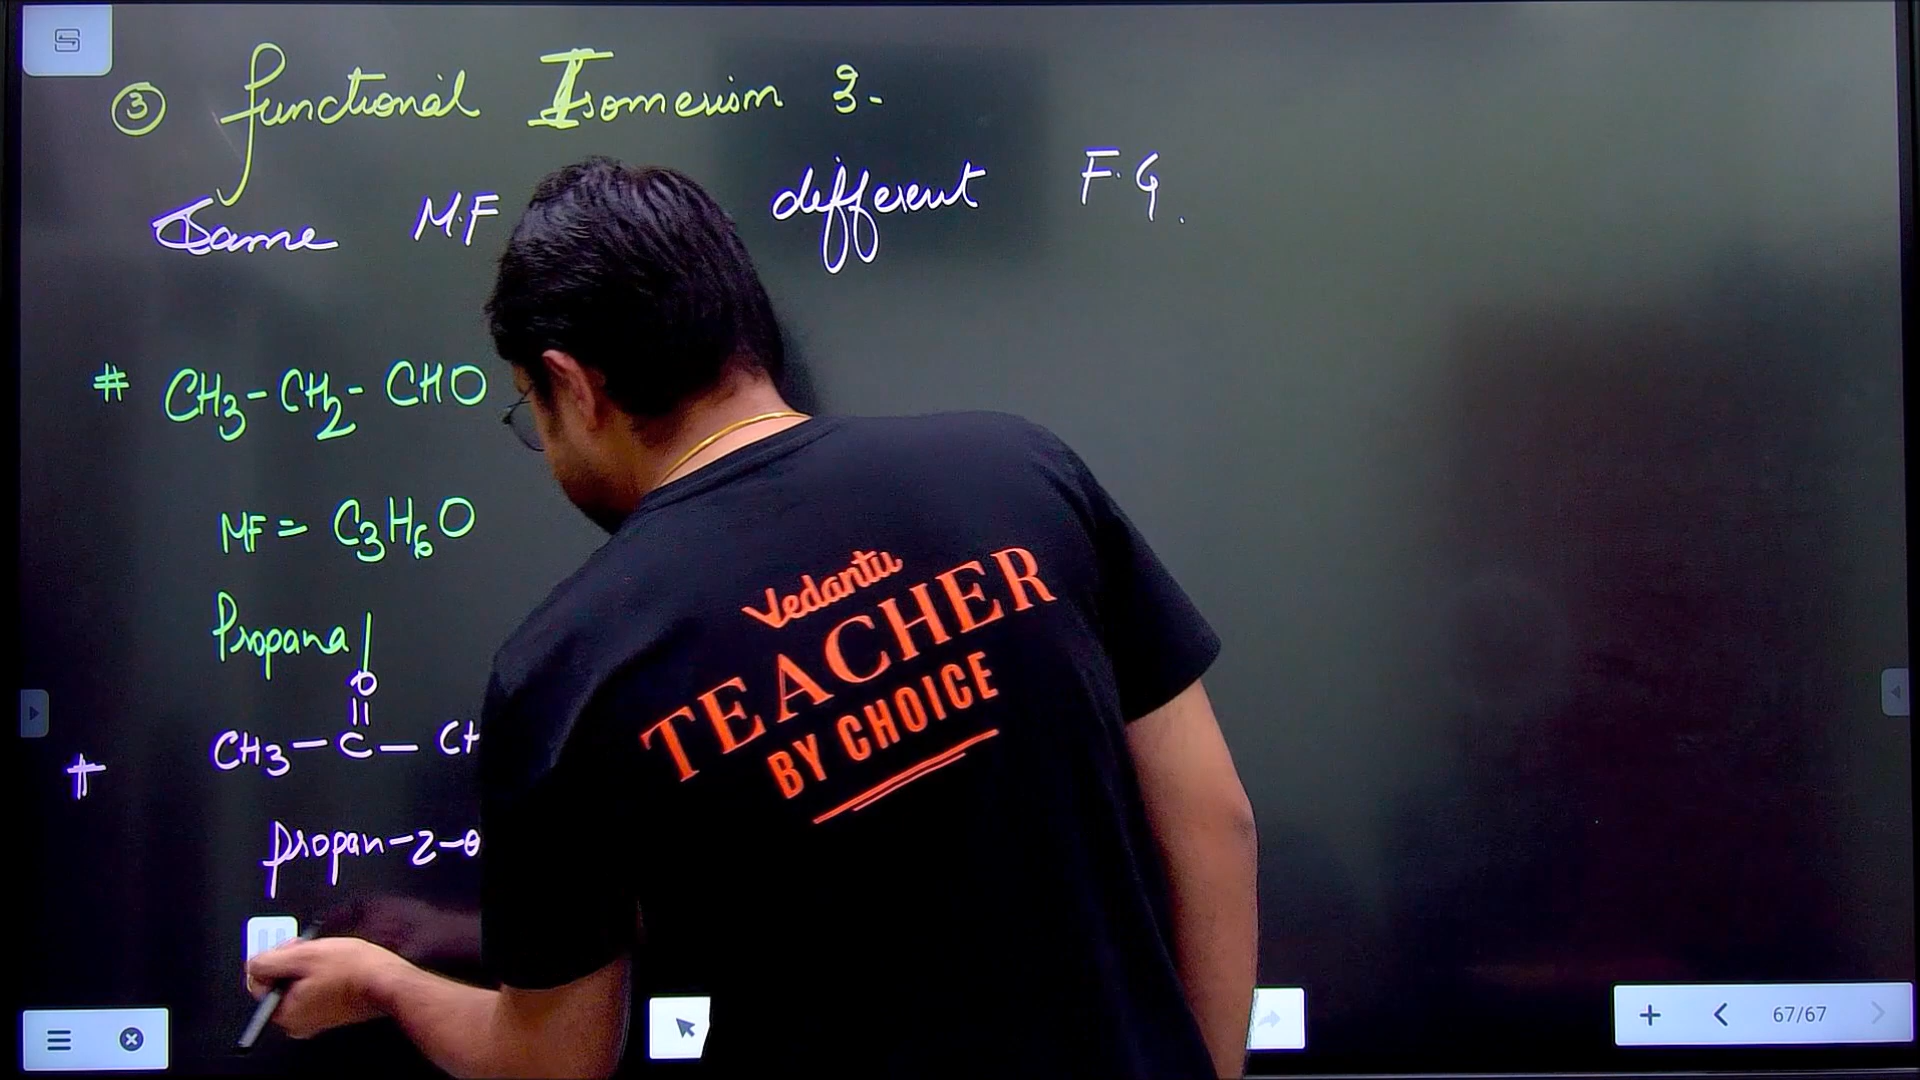 ③ functional Isomerism :-
Same M.F different F.G.
# CH3-CH2-CHO
MF = C3H6O
Propanal
O
||
CH3-C-CH
propan-2-o
Vedantu
TEACHER
BY CHOICE
67/67